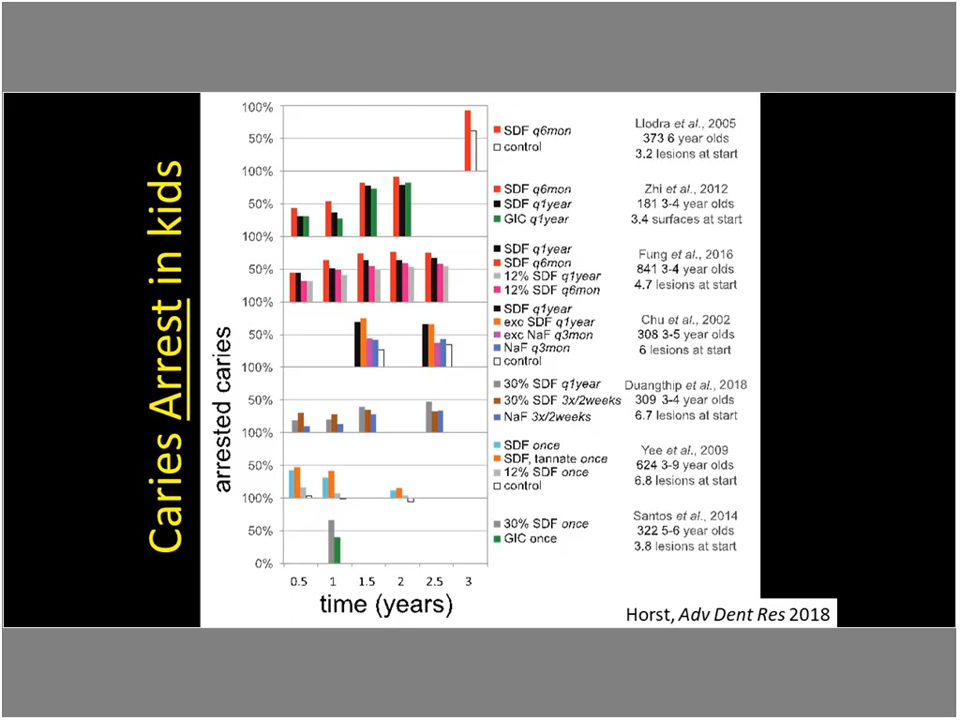 Caries Arrest in kids
arrested caries
100%
50%
SDF q6mon
control
Llodra et al., 2005
373 6 year olds
3.2 lesions at start
100%
50%
SDF q6mon
SDF q1year
GIC q1year
Zhi et al., 2012
181 3-4 year olds
3.4 surfaces at start
100%
50%
SDF q1year
SDF q6mon
12% SDF q1year
12% SDF q6mon
Fung et al., 2016
841 3-4 year olds
4.7 lesions at start
100%
50%
SDF q1year
exc SDF q1year
exc NaF q3mon
NaF q3mon
control
Chu et al., 2002
308 3-5 year olds
6 lesions at start
100%
50%
30% SDF q1year
30% SDF 3x/2weeks
NaF 3x/2weeks
Duangthip et al., 2018
309 3-4 year olds
6.7 lesions at start
100%
50%
SDF once
SDF, tannate once
12% SDF once
control
Yee et al., 2009
624 3-9 year olds
6.8 lesions at start
100%
50%
0%
30% SDF once
GIC once
Santos et al., 2014
322 5-6 year olds
3.8 lesions at start
0.5 1 1.5 2 2.5 3
time (years)
Horst, Adv Dent Res 2018